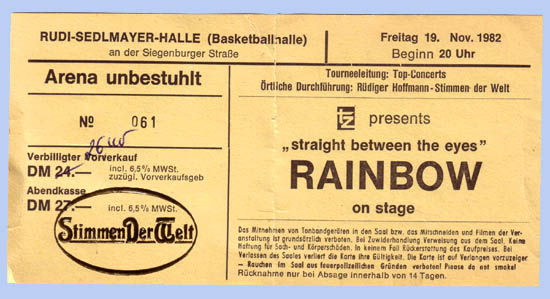 RUDI-SEDLMAYER-HALLE (Basketballhalle)
an der Siegenburger Straße
Freitag 19. Nov. 1982
Beginn 20 Uhr
Arena unbestuhlt
Nº 061
Verbilligter Vorverkauf
DM 24.— incl. 6,5% MWSt.
zuzügl. Vorverkaufsgeb
Abendkasse
DM 27.— incl. 6,5% MWSt.
Stimmen Der Welt
Tourneeleitung: Top-Concerts
Örtliche Durchführung: Rüdiger Hoffmann-Stimmen der Welt
tz presents
„straight between the eyes"
RAINBOW
on stage
Das Mitnehmen von Tonbandgeräten in den Saal bzw. das Mitschneiden und Filmen der Ver-
anstaltung ist grundsätzlich verboten. Bei Zuwiderhandlung Verweisung aus dem Saal. Keine
Haftung für Sach- und Körperschäden. In keinem Fall Rückerstattung des Kaufpreises. Bei
Verlassen des Saales verliert die Karte ihre Gültigkeit. Die Karte ist auf Verlangen vorzuzeigen
— Rauchen im Saal aus feuerpolizeilichen Gründen verboten! Please do not smoke!
Rücknahme nur bei Absage innerhalb von 14 Tagen.